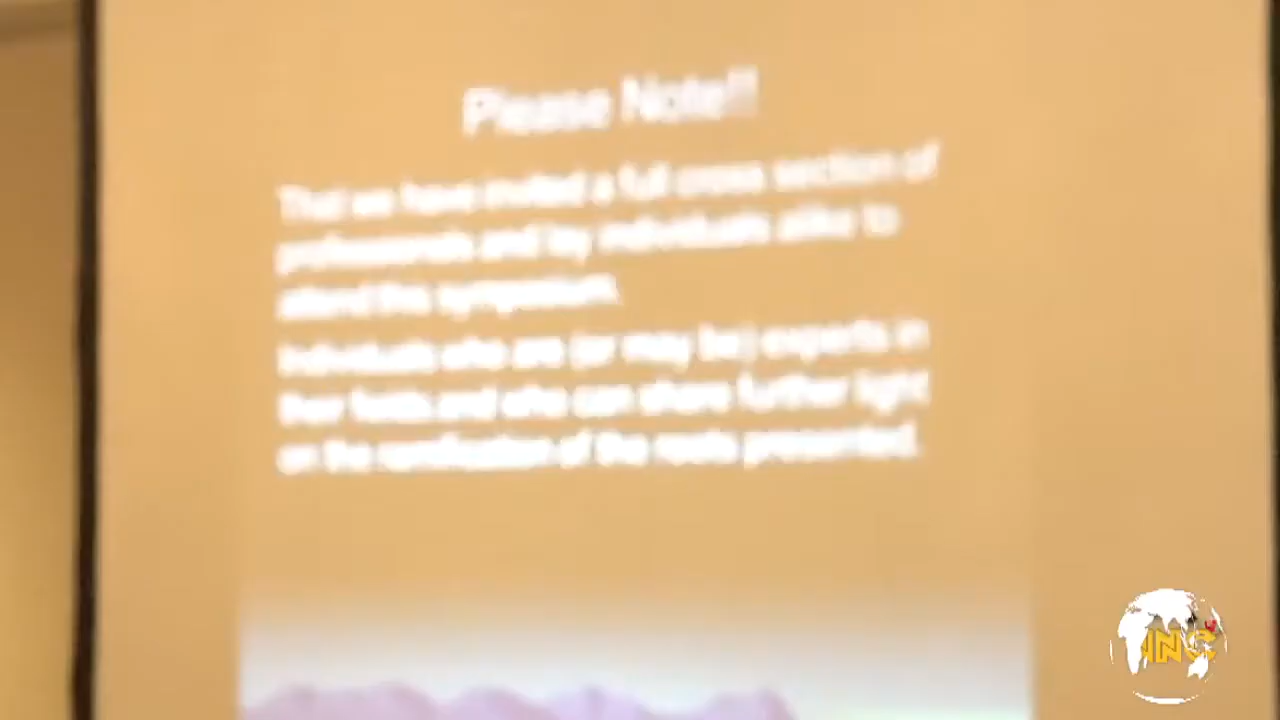 Please Note!!
That we have invited a full cross section of
professionals and lay individuals alike to
attend this symposium.
Individuals who are (or may be) experts in
their fields and who can share further light
on the ramification of the presented.